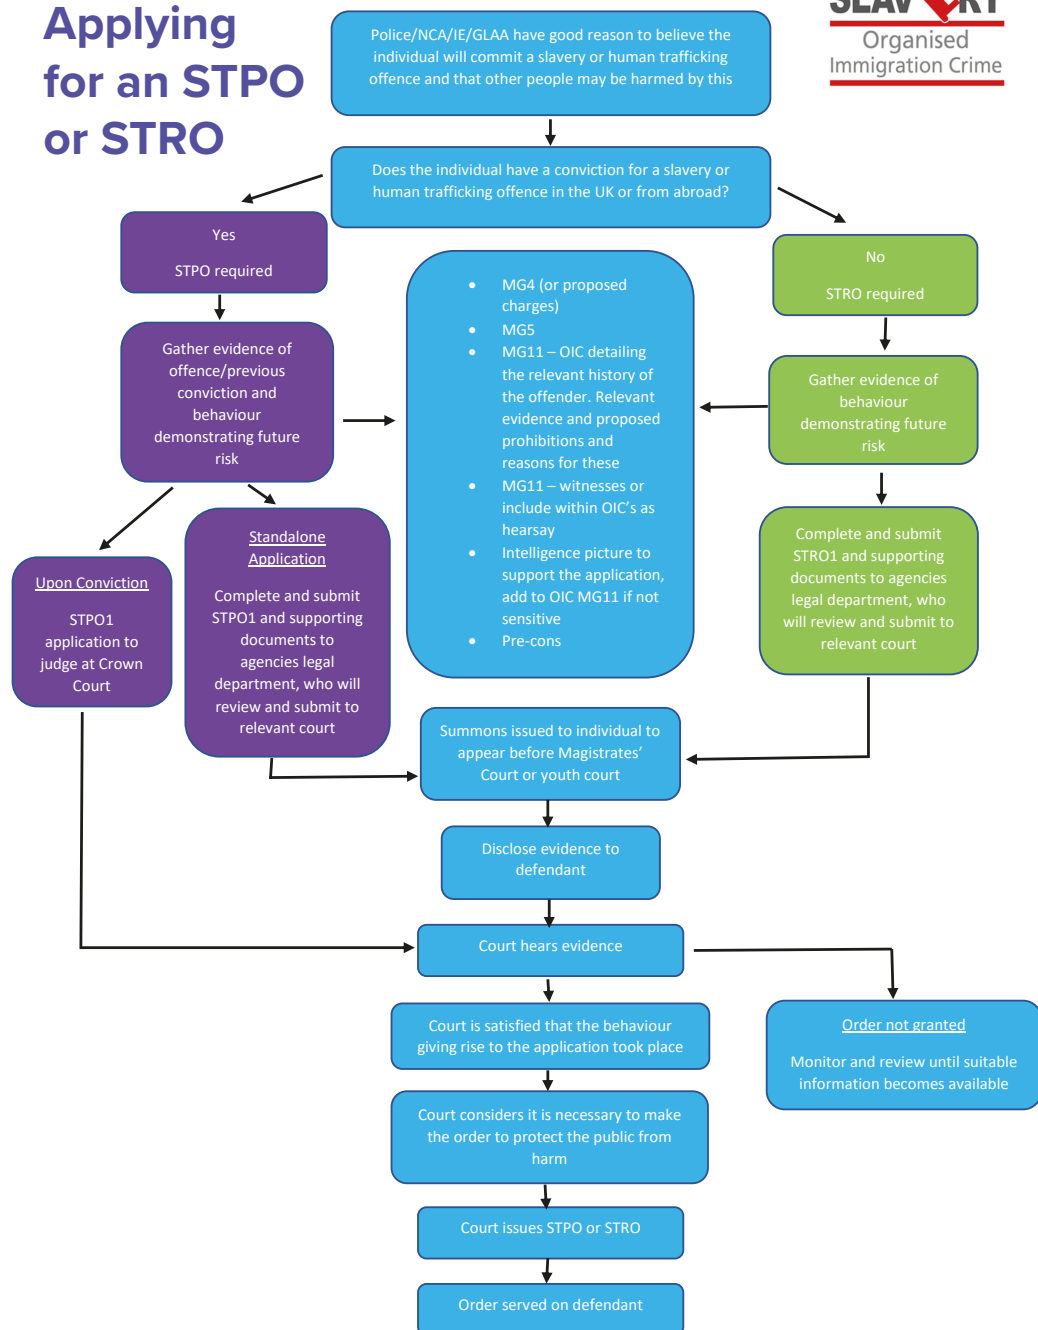 Applying
for an STPO
or STRO
Organised
Immigration Crime
Police/NCA/IE/GLAA have good reason to believe the
individual will commit a slavery or human trafficking
offence and that other people may be harmed by this
Does the individual have a conviction for a slavery or
human trafficking offence in the UK or from abroad?
Yes
STPO required
No
STRO required
Gather evidence of
offence/previous
conviction and
behaviour
demonstrating future
risk
• MG4 (or proposed
charges)
• MG5
• MG11 – OIC detailing
the relevant history of
the offender. Relevant
evidence and proposed
prohibitions and
reasons for these
• MG11 – witnesses or
include within OIC's as
hearsay
• Intelligence picture to
support the application,
add to OIC MG11 if not
sensitive
• Pre-cons
Gather evidence of
behaviour
demonstrating future
risk
Upon Conviction
STPO1
application to
judge at Crown
Court
Standalone
Application
Complete and submit
STPO1 and supporting
documents to
agencies legal
department, who will
review and submit to
relevant court
Complete and submit
STRO1 and supporting
documents to agencies
legal department, who
will review and submit to
relevant court
Summons issued to individual to
appear before Magistrates'
Court or youth court
Disclose evidence to
defendant
Court hears evidence
Court is satisfied that the behaviour
giving rise to the application took place
Order not granted
Monitor and review until suitable
information becomes available
Court considers it is necessary to make
the order to protect the public from
harm
Court issues STPO or STRO
Order served on defendant